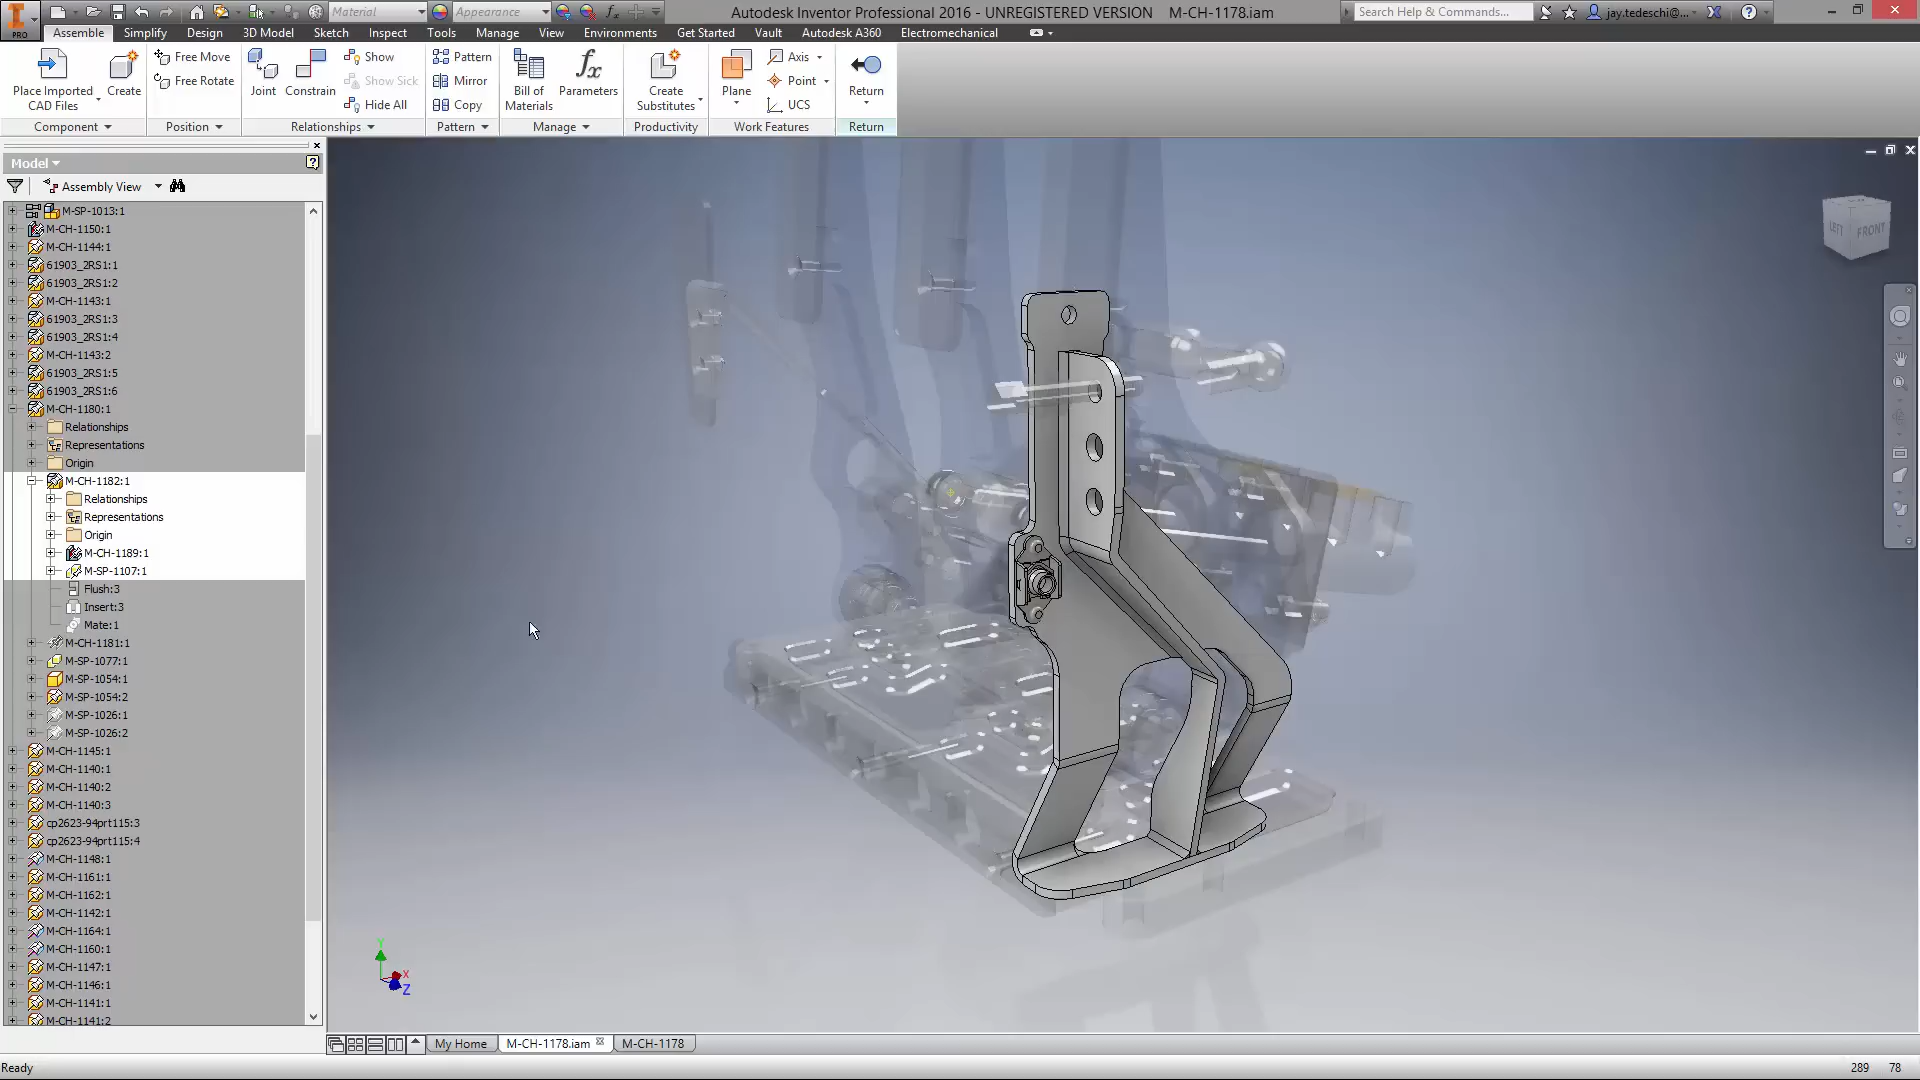 Material
Appearance
Autodesk Inventor Professional 2016 - UNREGISTERED VERSION M-CH-1178.iam
Search Help & Commands...
jay.tedeschi@...
PRO
Assemble Simplify Design 3D Model Sketch Inspect Tools Manage View Environments Get Started Vault Autodesk A360 Electromechanical
Place Imported CAD Files
Create
Free Move
Free Rotate
Joint
Constrain
Show
Show Sick
Hide All
Pattern
Mirror
Copy
Bill of Materials
fx
Parameters
Create Substitutes
Plane
Axis
Point
UCS
Return
Component Position Relationships Pattern Manage Productivity Work Features Return
Model
Assembly View
M-SP-1013:1
M-CH-1150:1
M-CH-1144:1
61903_2RS1:1
61903_2RS1:2
M-CH-1143:1
61903_2RS1:3
61903_2RS1:4
M-CH-1143:2
61903_2RS1:5
61903_2RS1:6
M-CH-1180:1
Relationships
Representations
Origin
M-CH-1182:1
Relationships
Representations
Origin
M-CH-1189:1
M-SP-1107:1
Flush:3
Insert:3
Mate:1
M-CH-1181:1
M-SP-1077:1
M-SP-1054:1
M-SP-1054:2
M-SP-1026:1
M-SP-1026:2
M-CH-1145:1
M-CH-1140:1
M-CH-1140:2
M-CH-1140:3
cp2623-94prt115:3
cp2623-94prt115:4
M-CH-1148:1
M-CH-1161:1
M-CH-1162:1
M-CH-1142:1
M-CH-1164:1
M-CH-1160:1
M-CH-1147:1
M-CH-1146:1
M-CH-1141:1
M-CH-1141:2
LEFT FRONT
Y
X
Z
My Home M-CH-1178.iam M-CH-1178
Ready
289 78